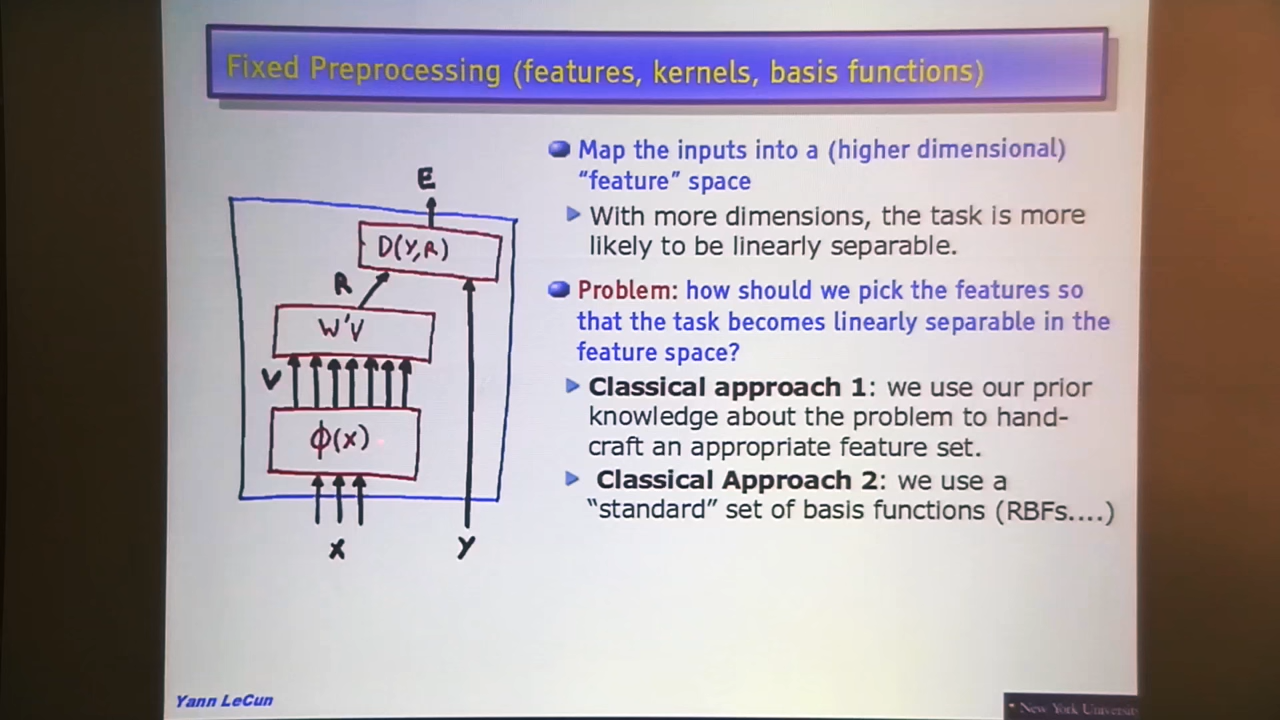 Fixed Preprocessing (features, kernels, basis functions)
Map the inputs into a (higher dimensional)
“feature” space
With more dimensions, the task is more
likely to be linearly separable.
Problem: how should we pick the features so
that the task becomes linearly separable in the
feature space?
Classical approach 1: we use our prior
knowledge about the problem to hand-
craft an appropriate feature set.
Classical Approach 2: we use a
“standard” set of basis functions (RBFs....)
E
D(Y,R)
R
W'V
V
ϕ(x)
X
Y
Yann LeCun
New York Universit